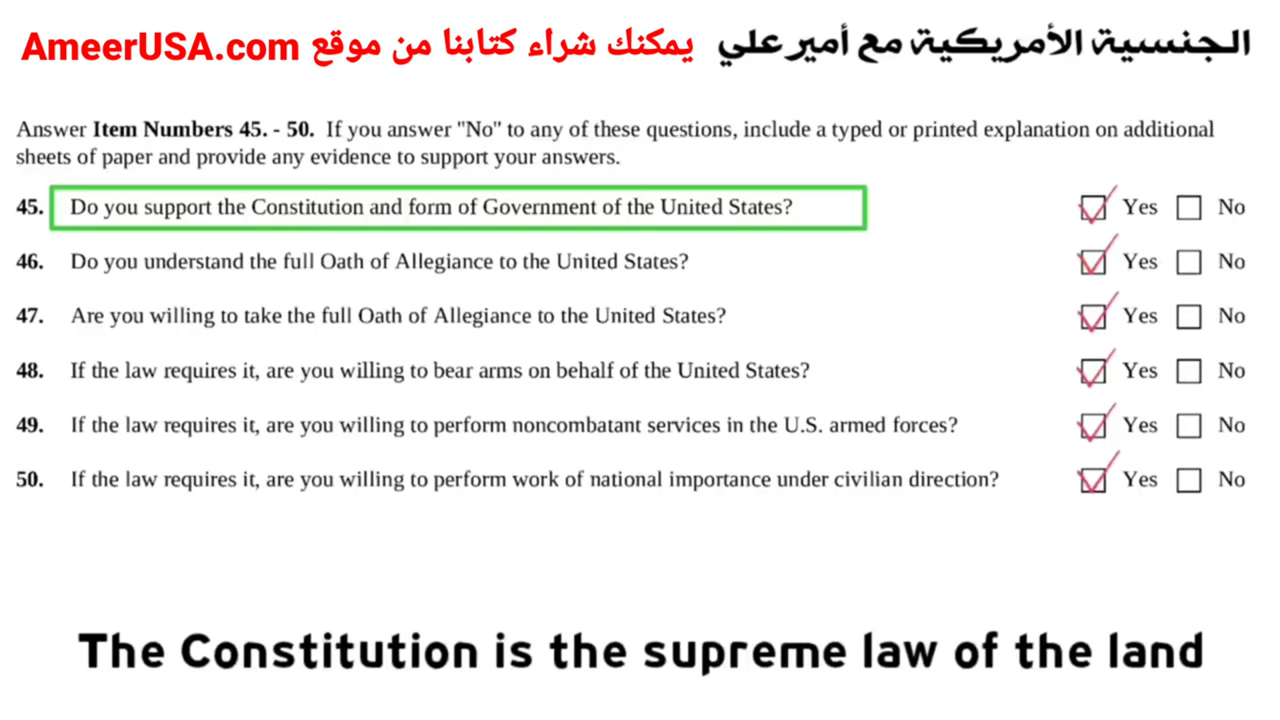 الجنسية الأمريكية مع أمير علي يمكنك شراء كتابنا من موقع AmeerUSA.com
Answer Item Numbers 45. - 50. If you answer "No" to any of these questions, include a typed or printed explanation on additional
sheets of paper and provide any evidence to support your answers.
45. Do you support the Constitution and form of Government of the United States? Yes No
46. Do you understand the full Oath of Allegiance to the United States? Yes No
47. Are you willing to take the full Oath of Allegiance to the United States? Yes No
48. If the law requires it, are you willing to bear arms on behalf of the United States? Yes No
49. If the law requires it, are you willing to perform noncombatant services in the U.S. armed forces? Yes No
50. If the law requires it, are you willing to perform work of national importance under civilian direction? Yes No
The Constitution is the supreme law of the land